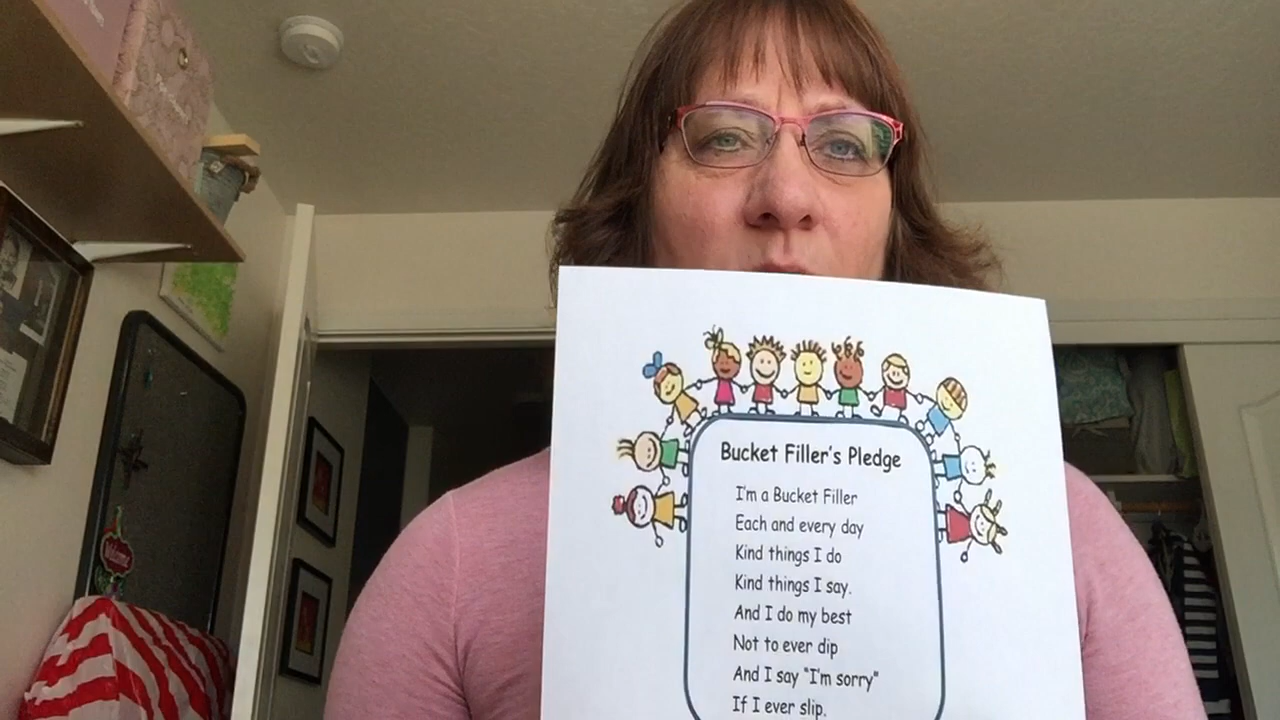 Bucket Filler's Pledge
I'm a Bucket Filler
Each and every day
Kind things I do
Kind things I say.
And I do my best
Not to ever dip
And I say "I'm sorry"
If I ever slip.